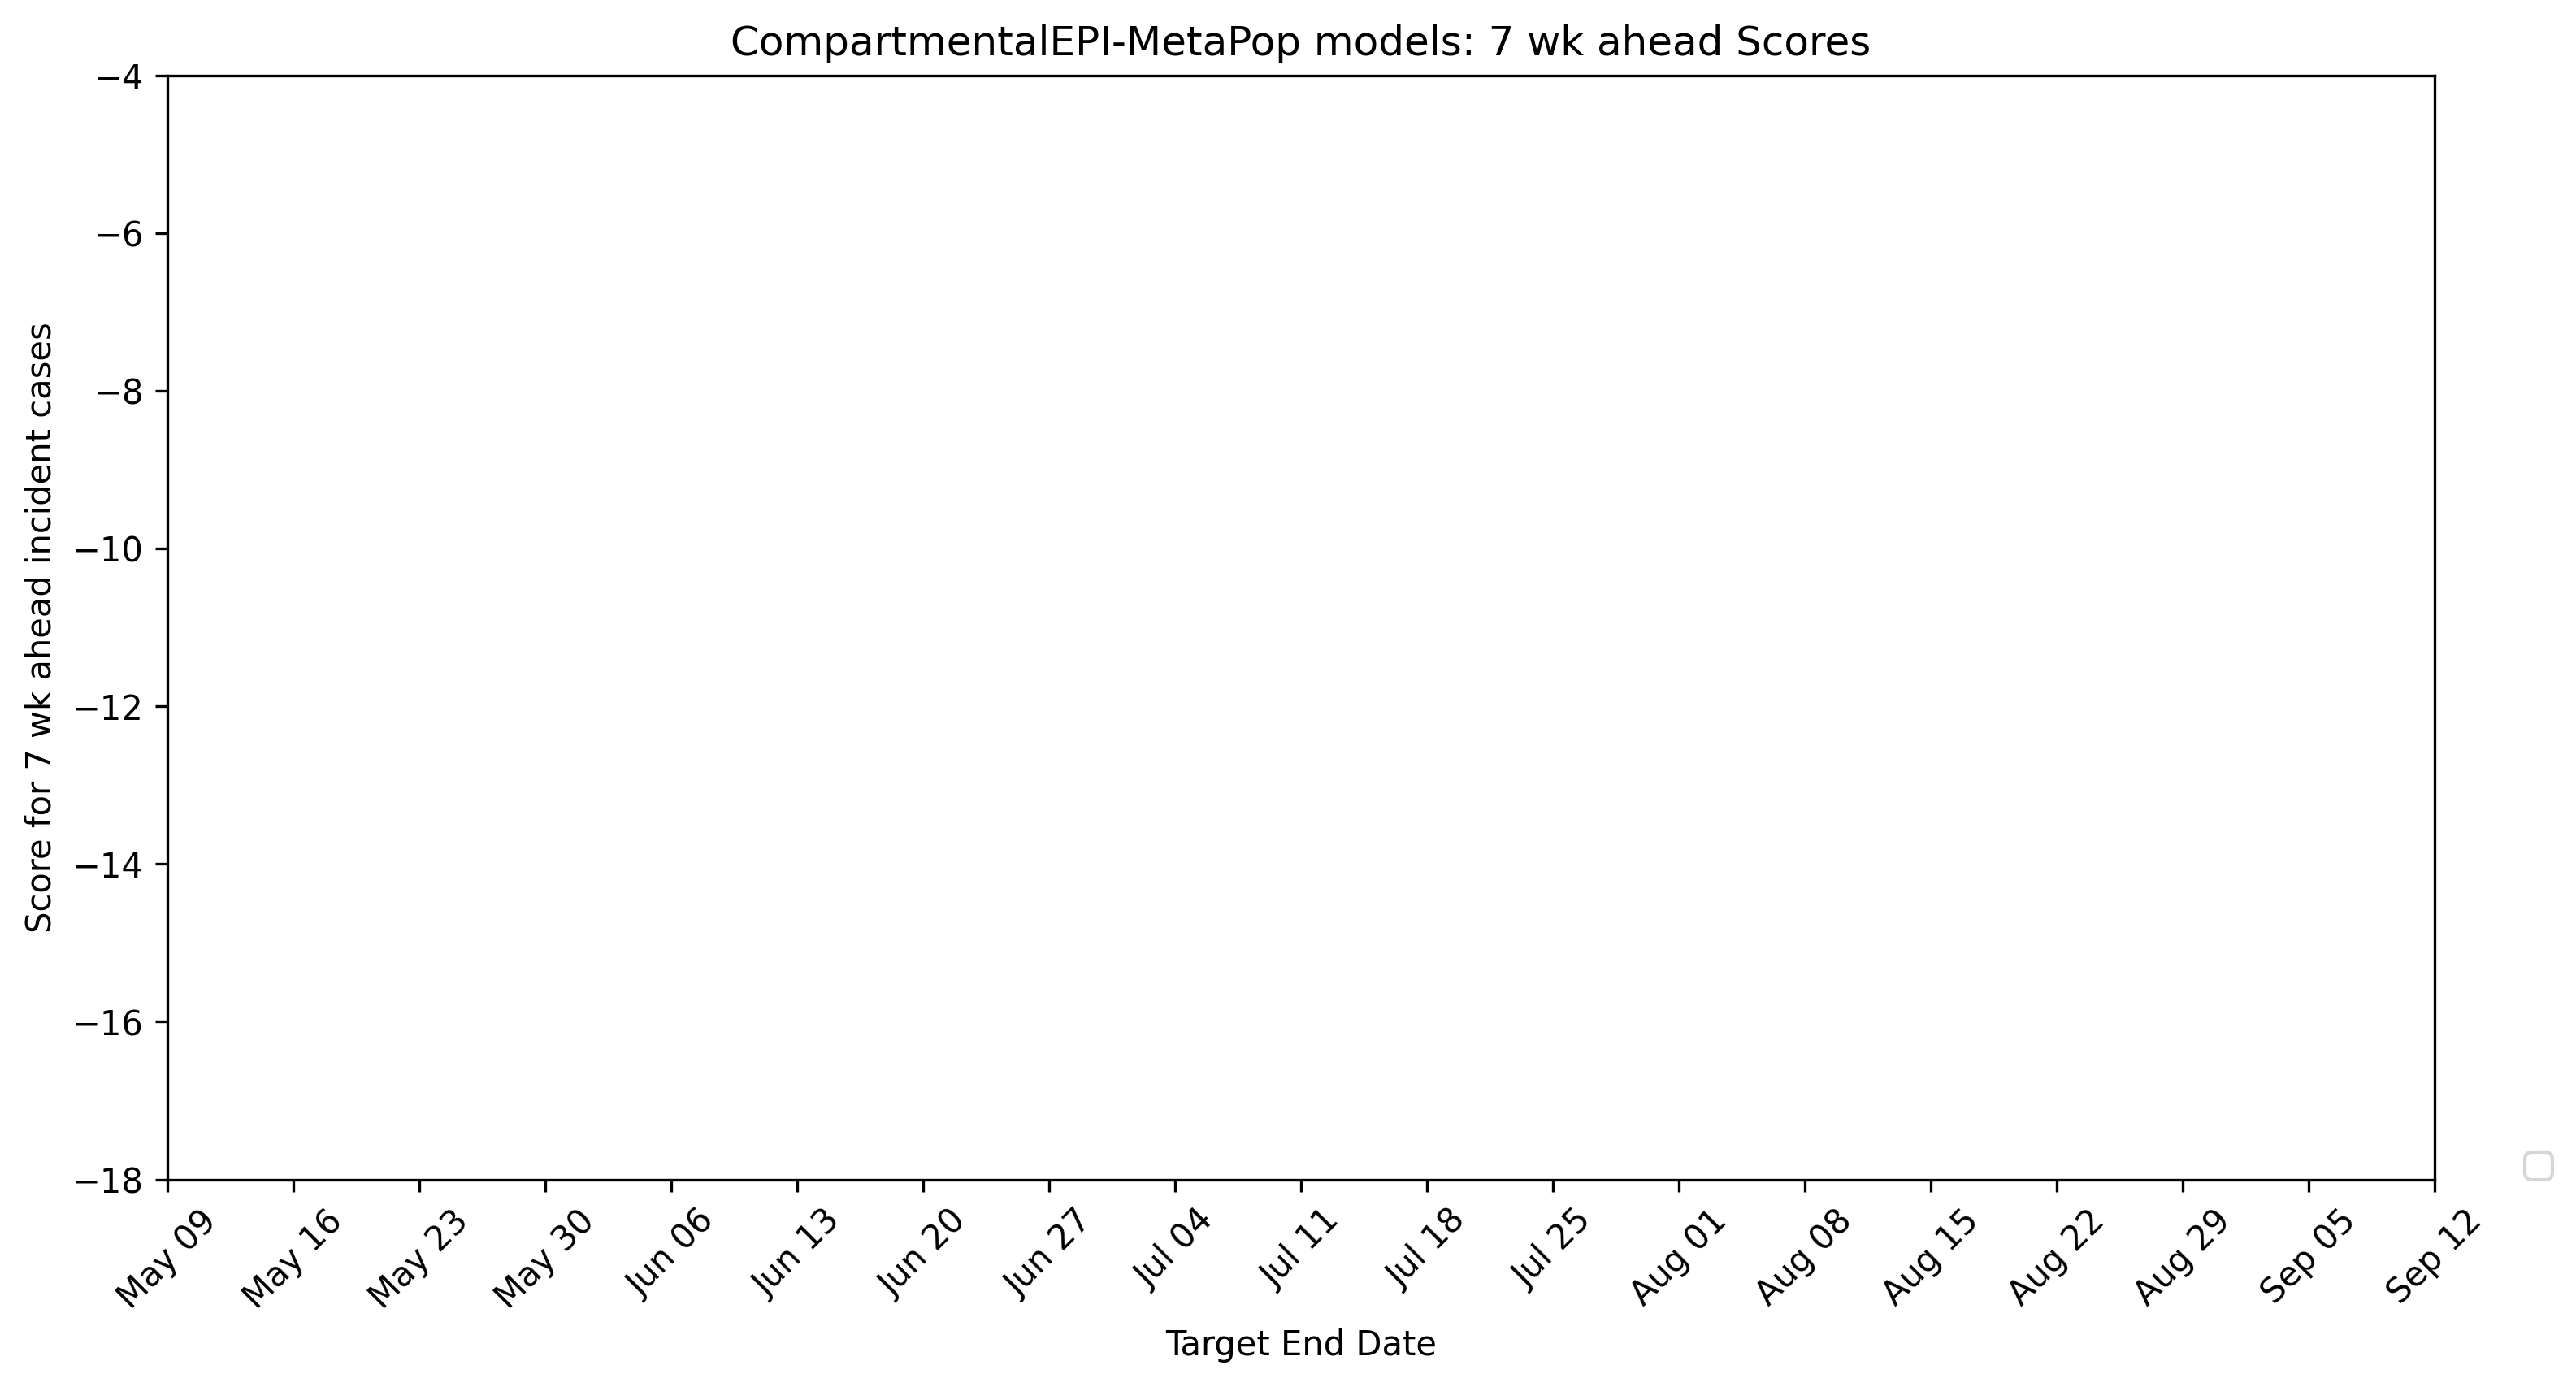 CompartmentalEPI-MetaPop models: 7 wk ahead Scores
Score for 7 wk ahead incident cases
−4
−6
−8
−10
−12
−14
−16
−18
May 09
May 16
May 23
May 30
Jun 06
Jun 13
Jun 20
Jun 27
Jul 04
Jul 11
Jul 18
Jul 25
Aug 01
Aug 08
Aug 15
Aug 22
Aug 29
Sep 05
Sep 12
Target End Date